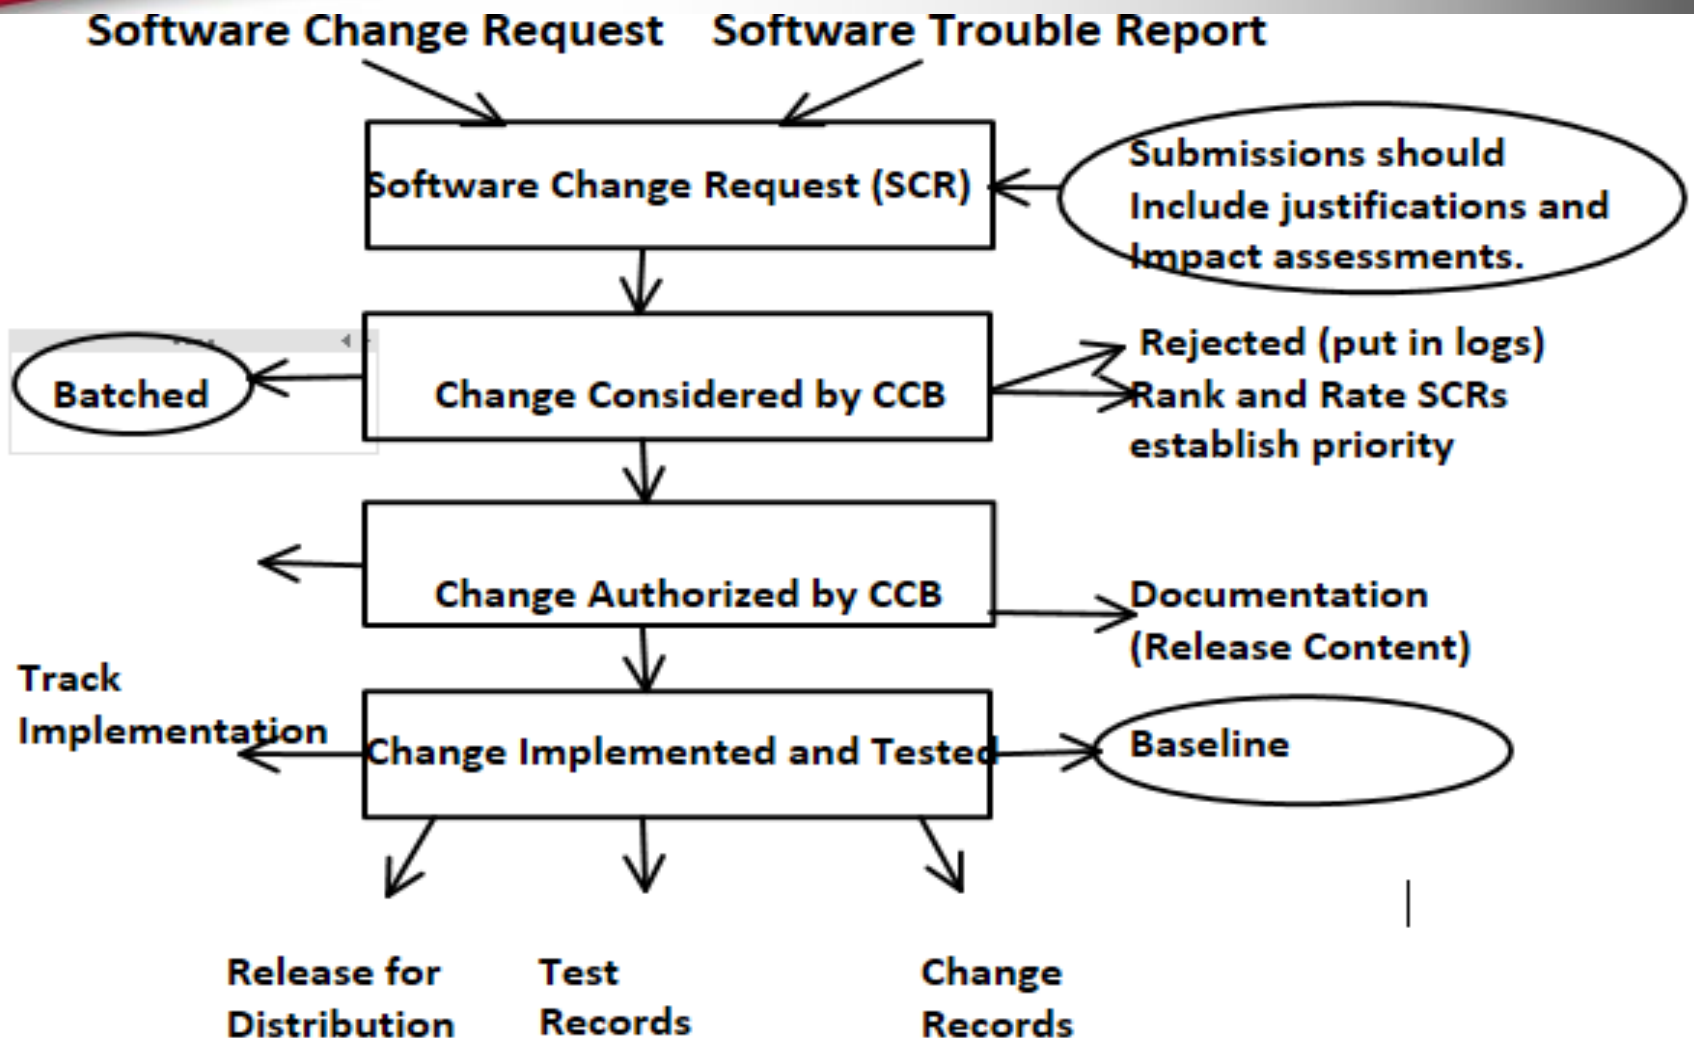 Software Change Request
Software Trouble Report
Software Change Request (SCR)
Submissions should
Include justifications and
Impact assessments.
Batched
Change Considered by CCB
Rejected (put in logs)
Rank and Rate SCRs
establish priority
Change Authorized by CCB
Documentation
(Release Content)
Track
Implementation
Change Implemented and Tested
Baseline
Release for
Distribution
Test
Records
Change
Records